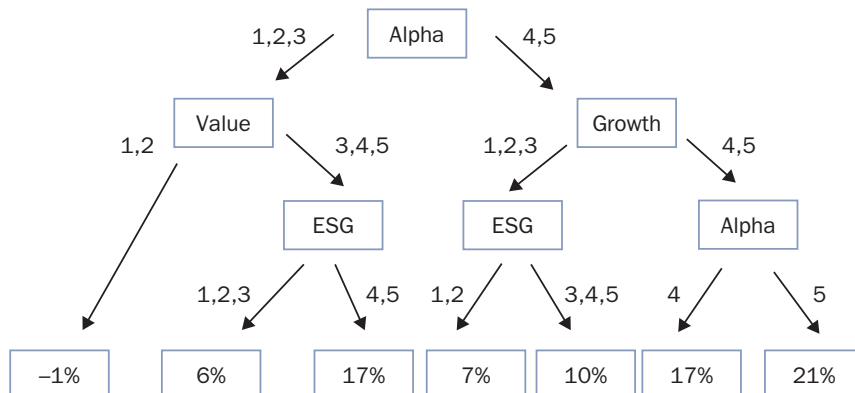 1,2,3 Alpha 4,5
Value Growth
1,2 3,4,5 1,2,3 4,5
ESG ESG Alpha
1,2,3 4,5 1,2 3,4,5 4 5
–1% 6% 17% 7% 10% 17% 21%